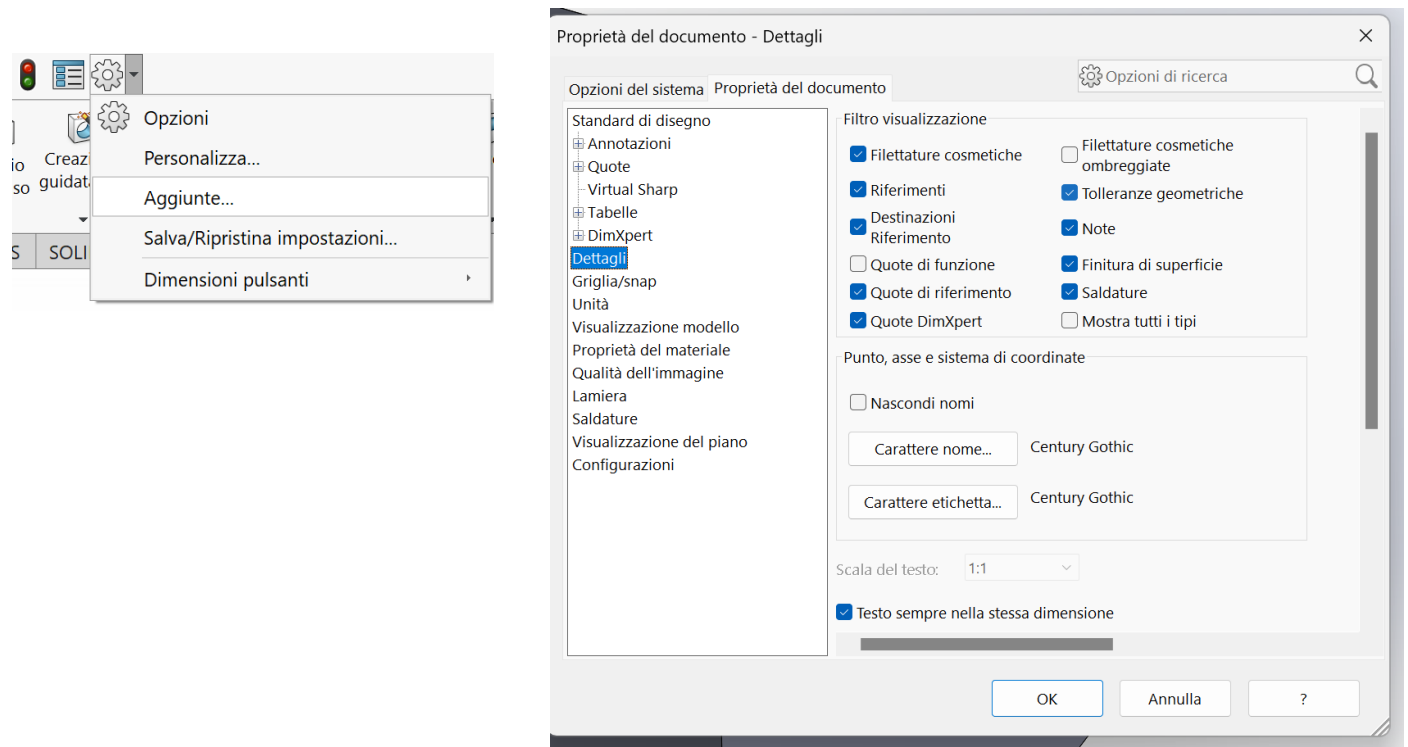 Creazi
guidat
io
so
S
SOLI
Opzioni
Personalizza...
Aggiunte...
Salva/Ripristina impostazioni...
Dimensioni pulsanti
Proprietà del documento - Dettagli
Opzioni del sistema
Proprietà del documento
Opzioni di ricerca
Standard di disegno
Annotazioni
Quote
Virtual Sharp
Tabelle
DimXpert
Dettagli
Griglia/snap
Unità
Visualizzazione modello
Proprietà del materiale
Qualità dell'immagine
Lamiera
Saldature
Visualizzazione del piano
Configurazioni
Filtro visualizzazione
Filettature cosmetiche
Riferimenti
Destinazioni
Riferimento
Quote di funzione
Quote di riferimento
Quote DimXpert
Filettature cosmetiche
ombreggiate
Tolleranze geometriche
Note
Finitura di superficie
Saldature
Mostra tutti i tipi
Punto, asse e sistema di coordinate
Nascondi nomi
Carattere nome...
Century Gothic
Carattere etichetta...
Century Gothic
Scala del testo:
1:1
Testo sempre nella stessa dimensione
OK
Annulla
?